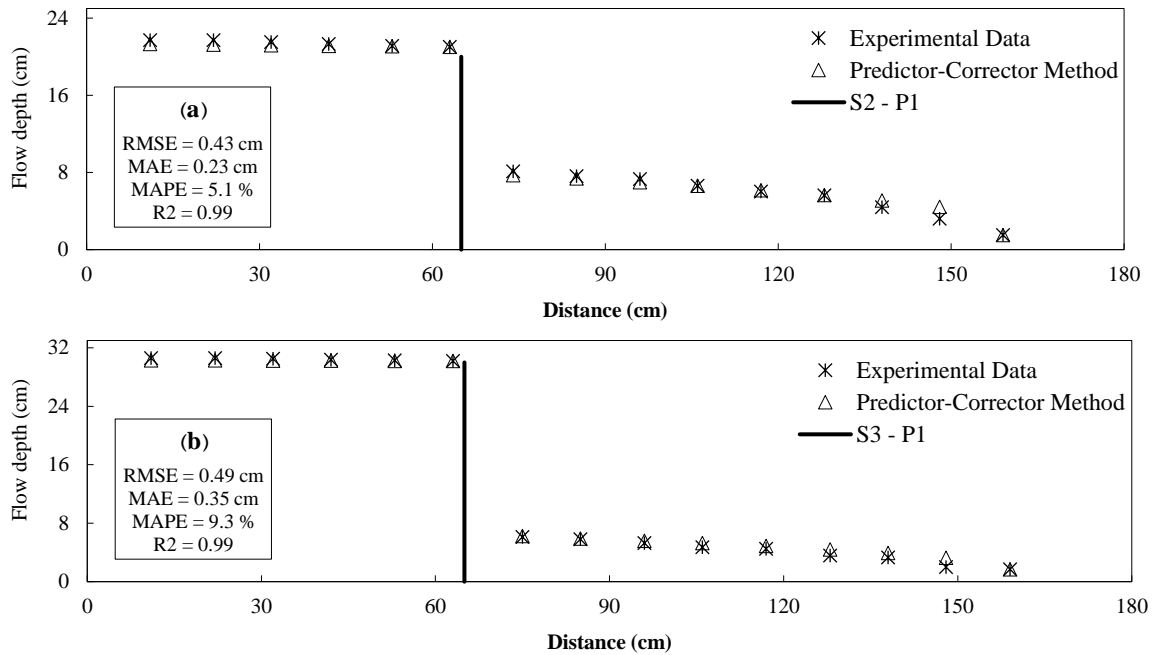 24
16
8
0
Flow depth (cm)
Experimental Data
Predictor-Corrector Method
S2 - P1
(a)
RMSE = 0.43 cm
MAE = 0.23 cm
MAPE = 5.1 %
R2 = 0.99
0 30 60 90 120 150 180
Distance (cm)
32
24
16
8
0
Flow depth (cm)
Experimental Data
Predictor-Corrector Method
S3 - P1
(b)
RMSE = 0.49 cm
MAE = 0.35 cm
MAPE = 9.3 %
R2 = 0.99
0 30 60 90 120 150 180
Distance (cm)